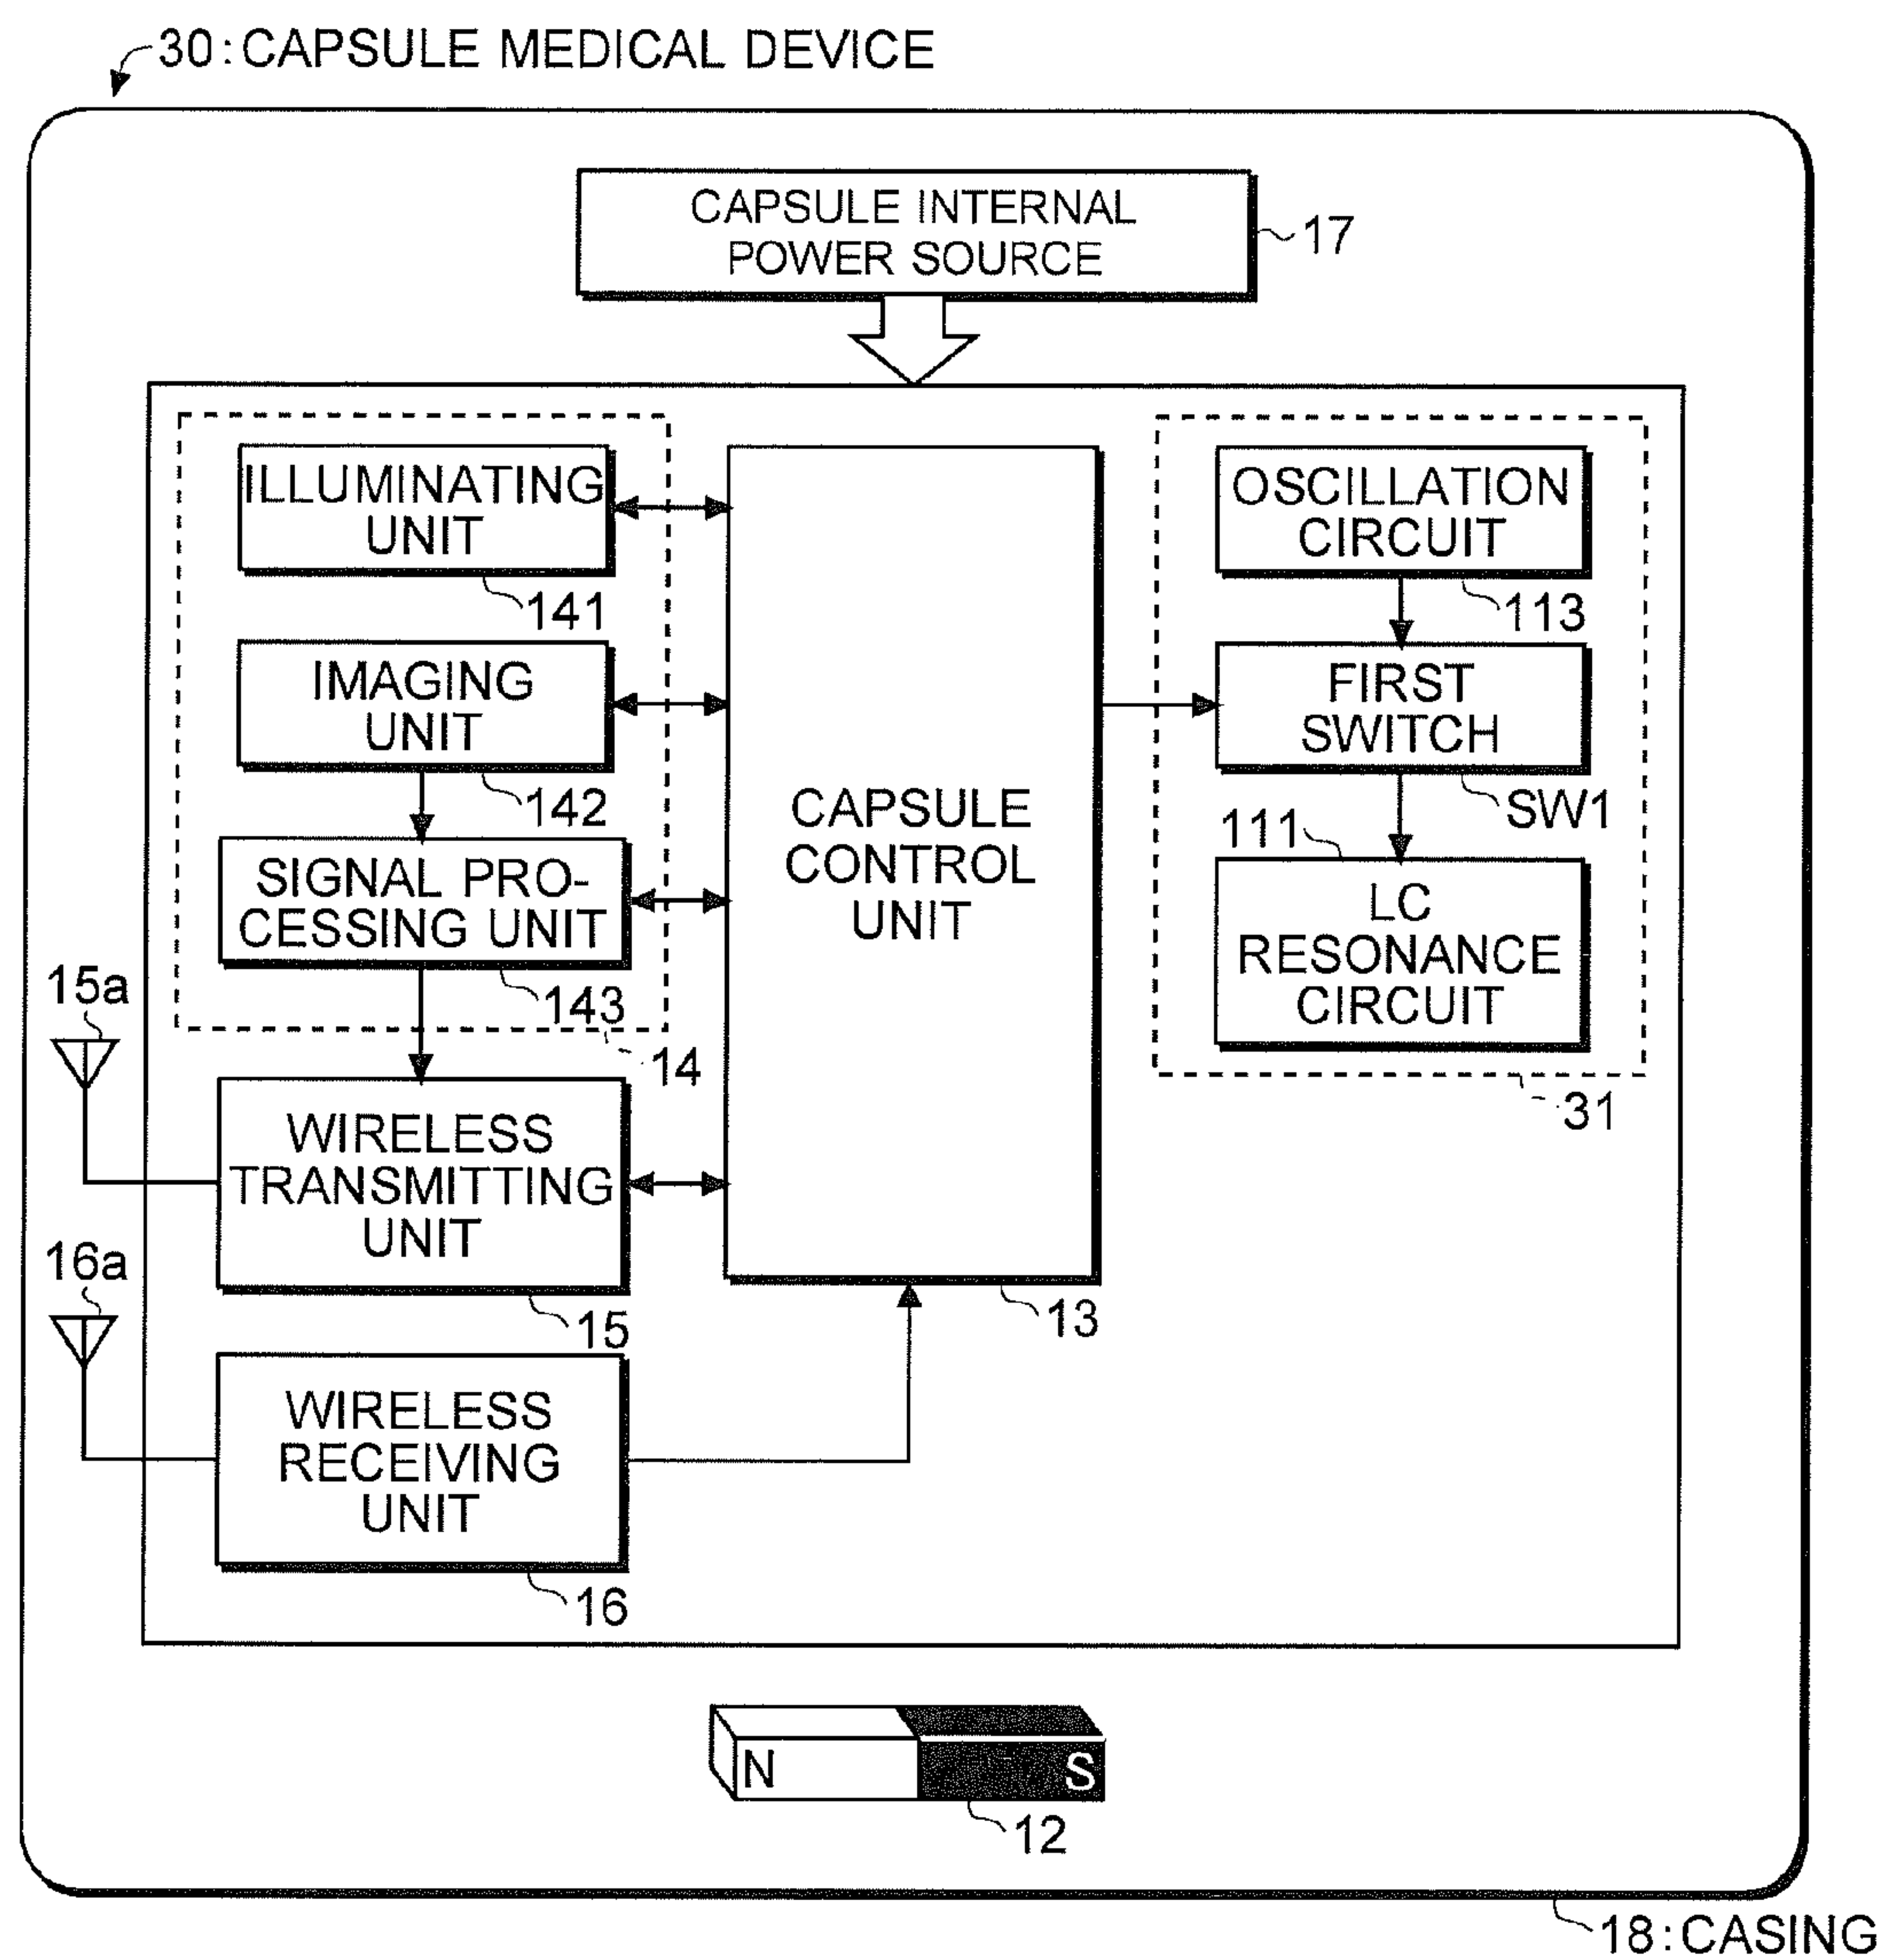 30:CAPSULE MEDICAL DEVICE
CAPSULE INTERNAL
POWER SOURCE
17
ILLUMINATING
UNIT
141
IMAGING
UNIT
142
SIGNAL PRO-
CESSING UNIT
143
14
15a
WIRELESS
TRANSMITTING
UNIT
15
16a
WIRELESS
RECEIVING
UNIT
16
CAPSULE
CONTROL
UNIT
13
OSCILLATION
CIRCUIT
113
FIRST
SWITCH
SW1
111
LC
RESONANCE
CIRCUIT
31
N
S
12
18:CASING